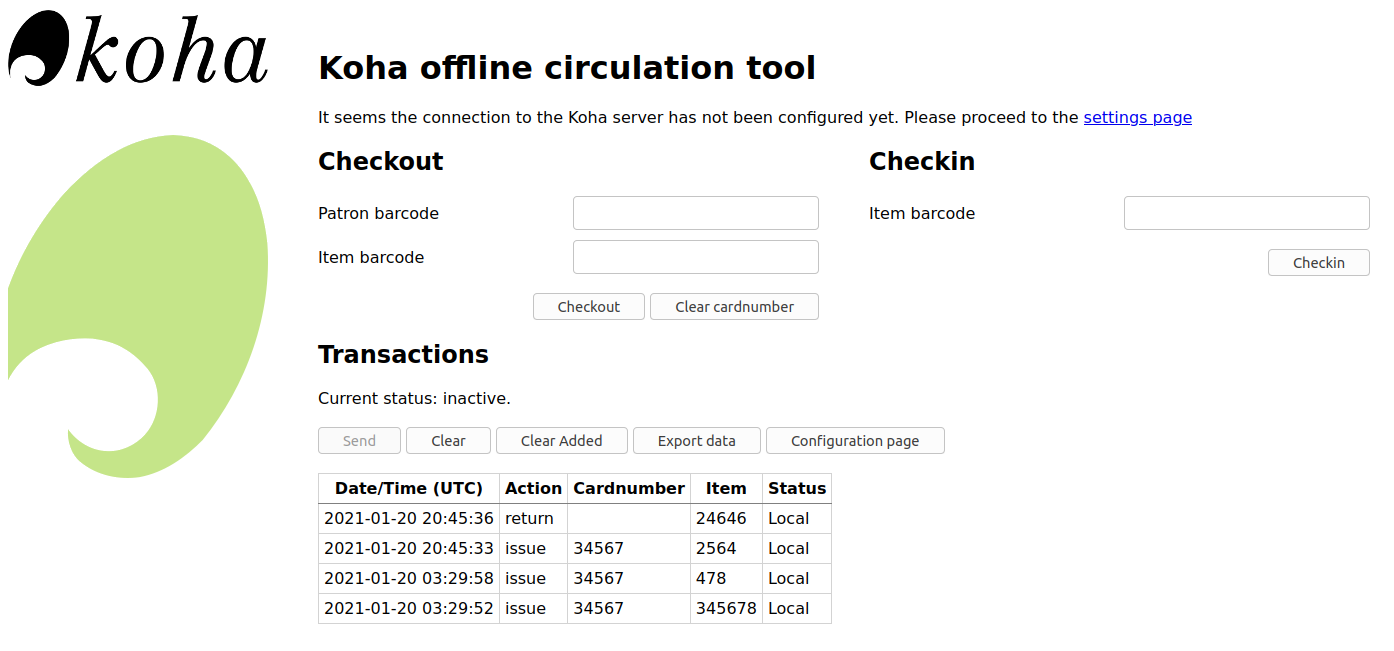 koha
Koha offline circulation tool
It seems the connection to the Koha server has not been configured yet. Please proceed to the settings page
Checkout
Patron barcode
Item barcode
Checkout Clear cardnumber
Checkin
Item barcode
Checkin
Transactions
Current status: inactive.
Send Clear Clear Added Export data Configuration page
Date/Time (UTC) Action Cardnumber Item Status
2021-01-20 20:45:36 return 24646 Local
2021-01-20 20:45:33 issue 34567 2564 Local
2021-01-20 03:29:58 issue 34567 478 Local
2021-01-20 03:29:52 issue 34567 345678 Local